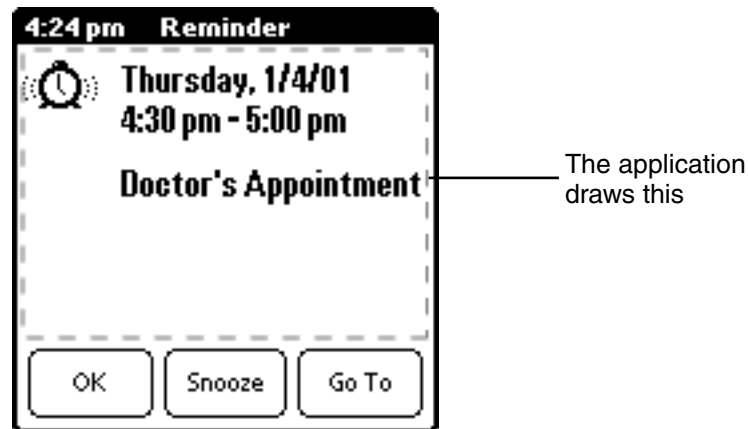 4:24 pm Reminder
Thursday, 1/4/01
4:30 pm - 5:00 pm
Doctor's Appointment
The application
draws this
OK Snooze Go To